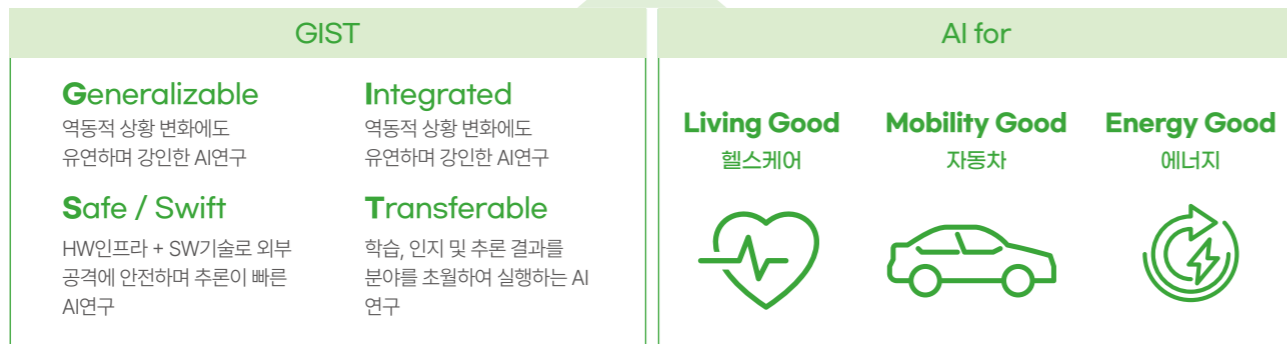 GIST
Generalizable
역동적 상황 변화에도
유연하며 강인한 AI연구
Integrated
역동적 상황 변화에도
유연하며 강인한 AI연구
Safe / Swift
HW인프라 + SW기술로 외부
공격에 안전하며 추론이 빠른
AI연구
Transferable
학습, 인지 및 추론 결과를
분야를 초월하여 실행하는 AI
연구
AI for
Living Good
헬스케어
Mobility Good
자동차
Energy Good
에너지